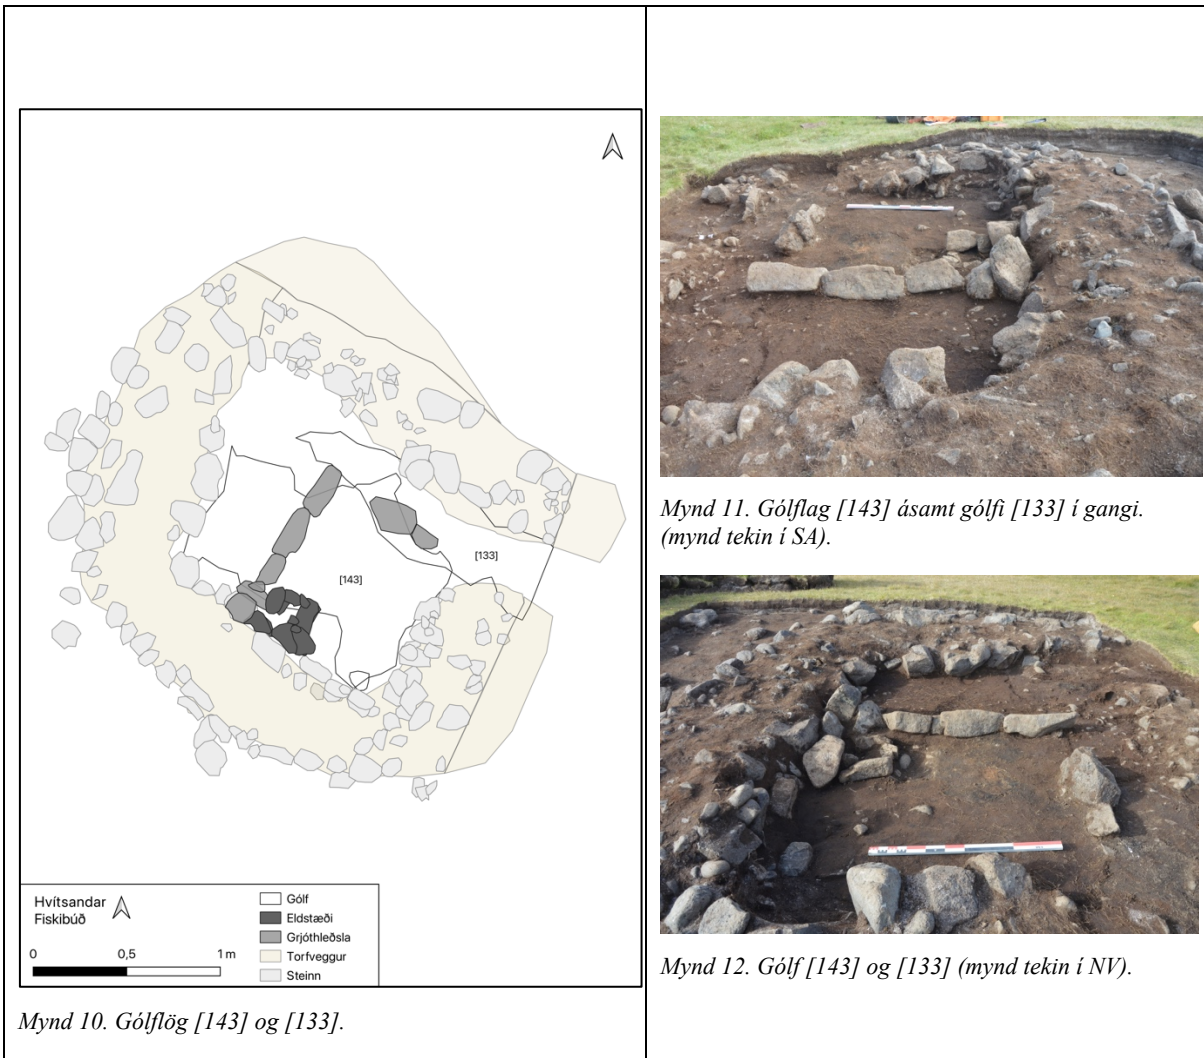 [133]
[143]
Hvítsandar
Fiskibúð
0 0,5 1 m
Gólf
Eldstæði
Grjóthleðsla
Torfveggur
Steinn
Mynd 10. Gólflög [143] og [133].
Mynd 11. Gólflag [143] ásamt gólfi [133] í gangi.
(mynd tekin í SA).
Mynd 12. Gólf [143] og [133] (mynd tekin í NV).